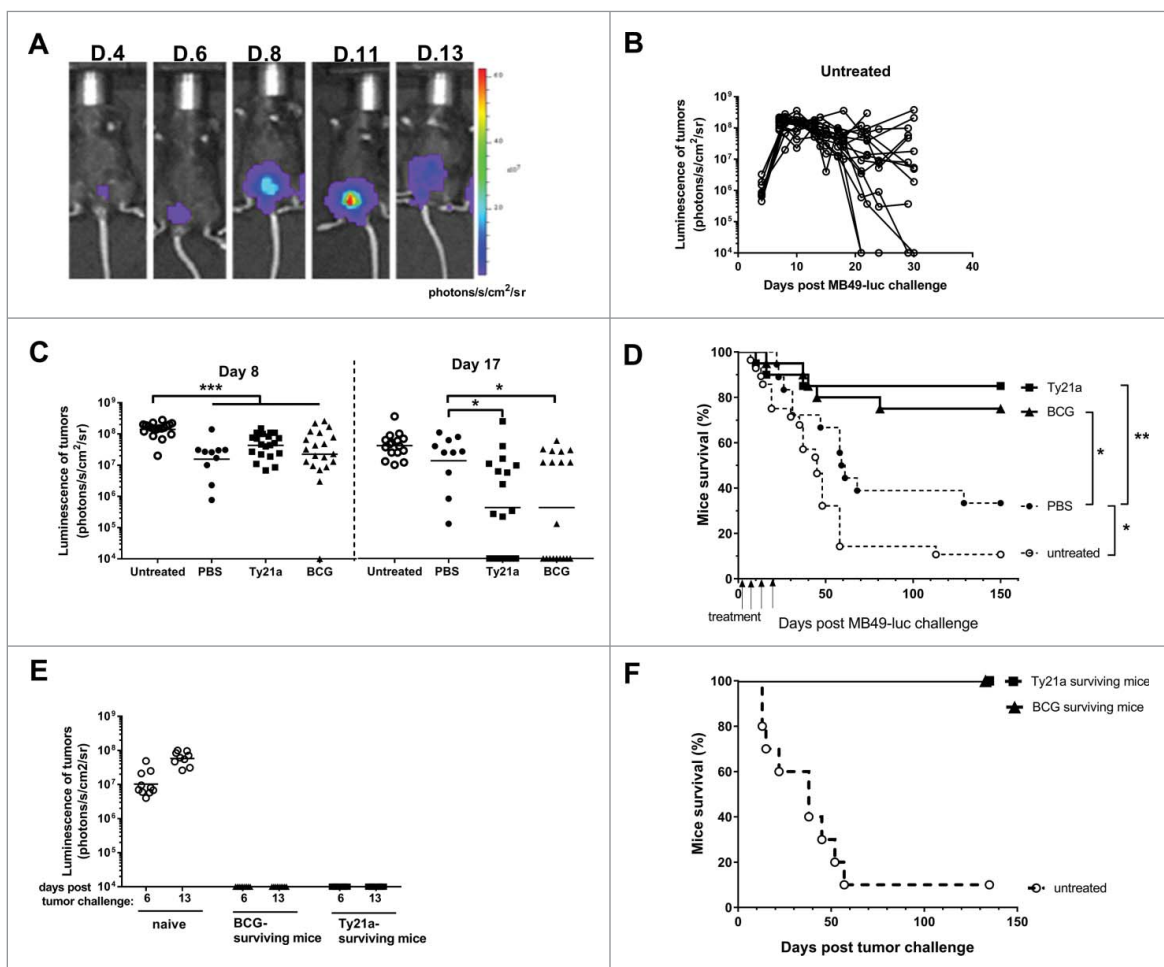 A
D.4 D.6 D.8 D.11 D.13
60
40
20
photons/s/cm²/sr
B
Untreated
Luminescence of tumors
(photons/s/cm²/sr)
10⁹
10⁸
10⁷
10⁶
10⁵
10⁴
0 10 20 30 40
Days post MB49-luc challenge
C
Day 8
Day 17
***
*
*
Luminescence of tumors
(photons/s/cm²/sr)
10⁹
10⁸
10⁷
10⁶
10⁵
10⁴
Untreated PBS Ty21a BCG Untreated PBS Ty21a BCG
D
Mice survival (%)
100
80
60
40
20
0
50 100 150
treatment
Days post MB49-luc challenge
Ty21a
BCG
PBS
untreated
*
**
*
E
Luminescence of tumors
(photons/s/cm2/sr)
10⁹
10⁸
10⁷
10⁶
10⁵
10⁴
days post
tumor challenge:
6 13 6 13 6 13
naive
BCG-
surviving mice
Ty21a-
surviving mice
F
Mice survival (%)
100
80
60
40
20
0
0 50 100 150
Days post tumor challenge
Ty21a surviving mice
BCG surviving mice
untreated